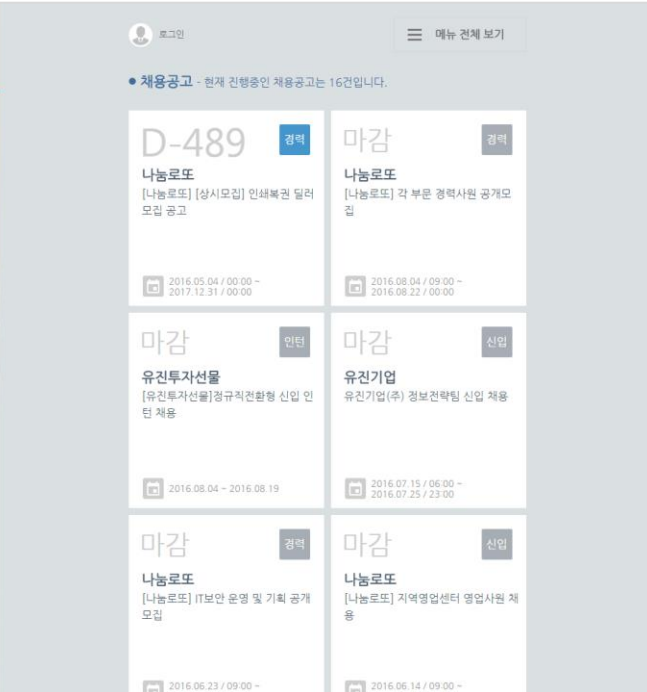 로그인
메뉴 전체 보기
채용공고 - 현재 진행중인 채용공고는 16건입니다.
D-489
경력
나눔로또
[나눔로또] [상시모집] 인쇄복권 딜러
모집 공고
2016.05.04 / 00:00 ~
2017.12.31 / 00:00
마감
경력
나눔로또
[나눔로또] 각 부문 경력사원 공개모
집
2016.08.04 / 09:00 ~
2016.08.22 / 00:00
마감
인턴
유진투자선물
[유진투자선물]정규직전환형 신입 인
턴 채용
2016.08.04 ~ 2016.08.19
마감
신입
유진기업
유진기업(주) 정보전략팀 신입 채용
2016.07.15 / 06:00 ~
2016.07.25 / 23:00
마감
경력
나눔로또
[나눔로또] IT보안 운영 및 기획 공개
모집
2016.06.23 / 09:00 ~
마감
신입
나눔로또
[나눔로또] 지역영업센터 영업사원 채
용
2016.06.14 / 09:00 ~